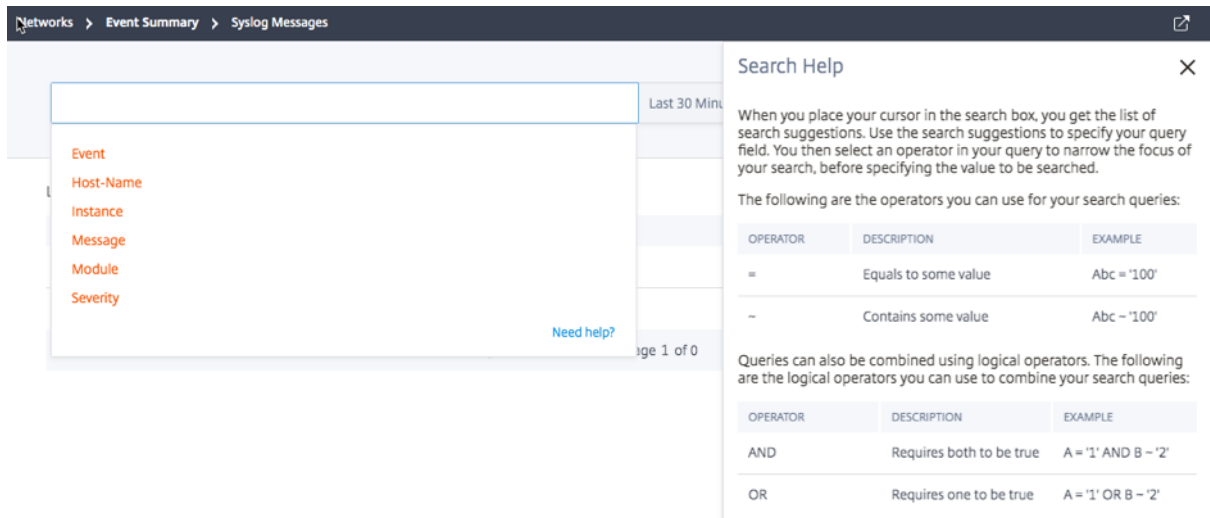 Networks > Event Summary > Syslog Messages
Last 30 Minu
Event
Host-Name
Instance
Message
Module
Severity
Need help?
age 1 of 0
Search Help
When you place your cursor in the search box, you get the list of
search suggestions. Use the search suggestions to specify your query
field. You then select an operator in your query to narrow the focus of
your search, before specifying the value to be searched.
The following are the operators you can use for your search queries:
OPERATOR DESCRIPTION EXAMPLE
= Equals to some value Abc = '100'
~ Contains some value Abc ~ '100'
Queries can also be combined using logical operators. The following
are the logical operators you can use to combine your search queries:
OPERATOR DESCRIPTION EXAMPLE
AND Requires both to be true A = '1' AND B ~ '2'
OR Requires one to be true A = '1' OR B ~ '2'